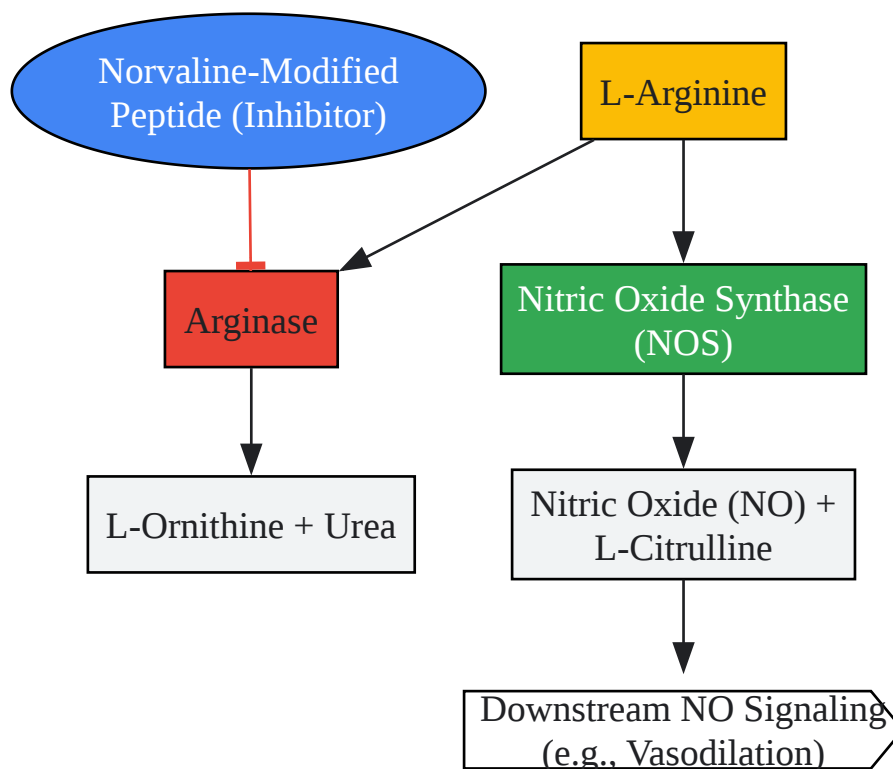 Norvaline-Modified
Peptide (Inhibitor)
L-Arginine
Arginase
Nitric Oxide Synthase
(NOS)
L-Ornithine + Urea
Nitric Oxide (NO) +
L-Citrulline
Downstream NO Signaling
(e.g., Vasodilation)